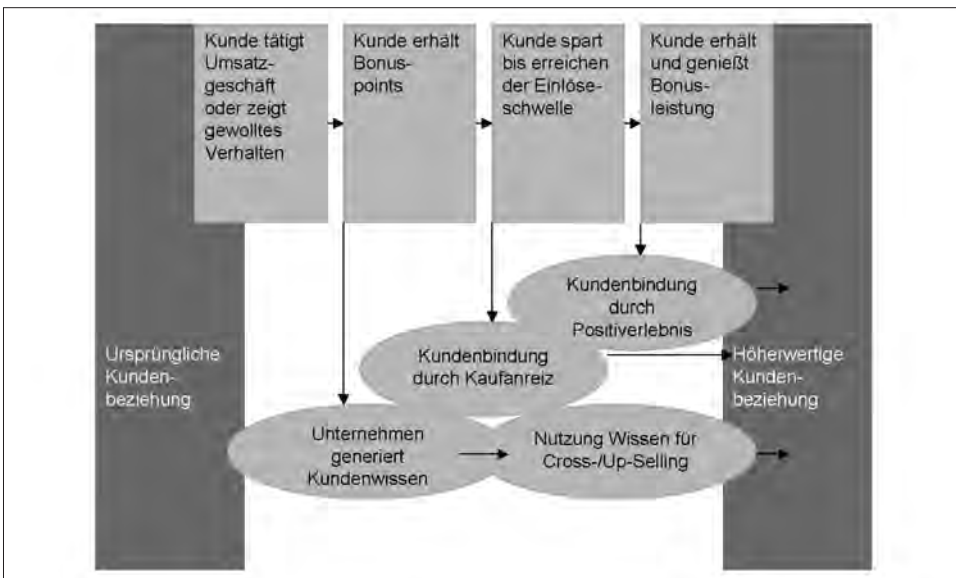 Kunde tätigt
Umsatz-
geschäft
oder zeigt
gewolltes
Verhalten
Kunde erhält
Bonus-
points
Kunde spart
bis erreichen
der Einlöse-
schwelle
Kunde erhält
und genießt
Bonus-
leistung
Kundenbindung
durch
Positiverlebnis
Ursprüngliche
Kunden-
beziehung
Kundenbindung
durch Kaufanreiz
Höherwertige
Kunden-
beziehung
Unternehmen
generiert
Kundenwissen
Nutzung Wissen für
Cross-/Up-Selling